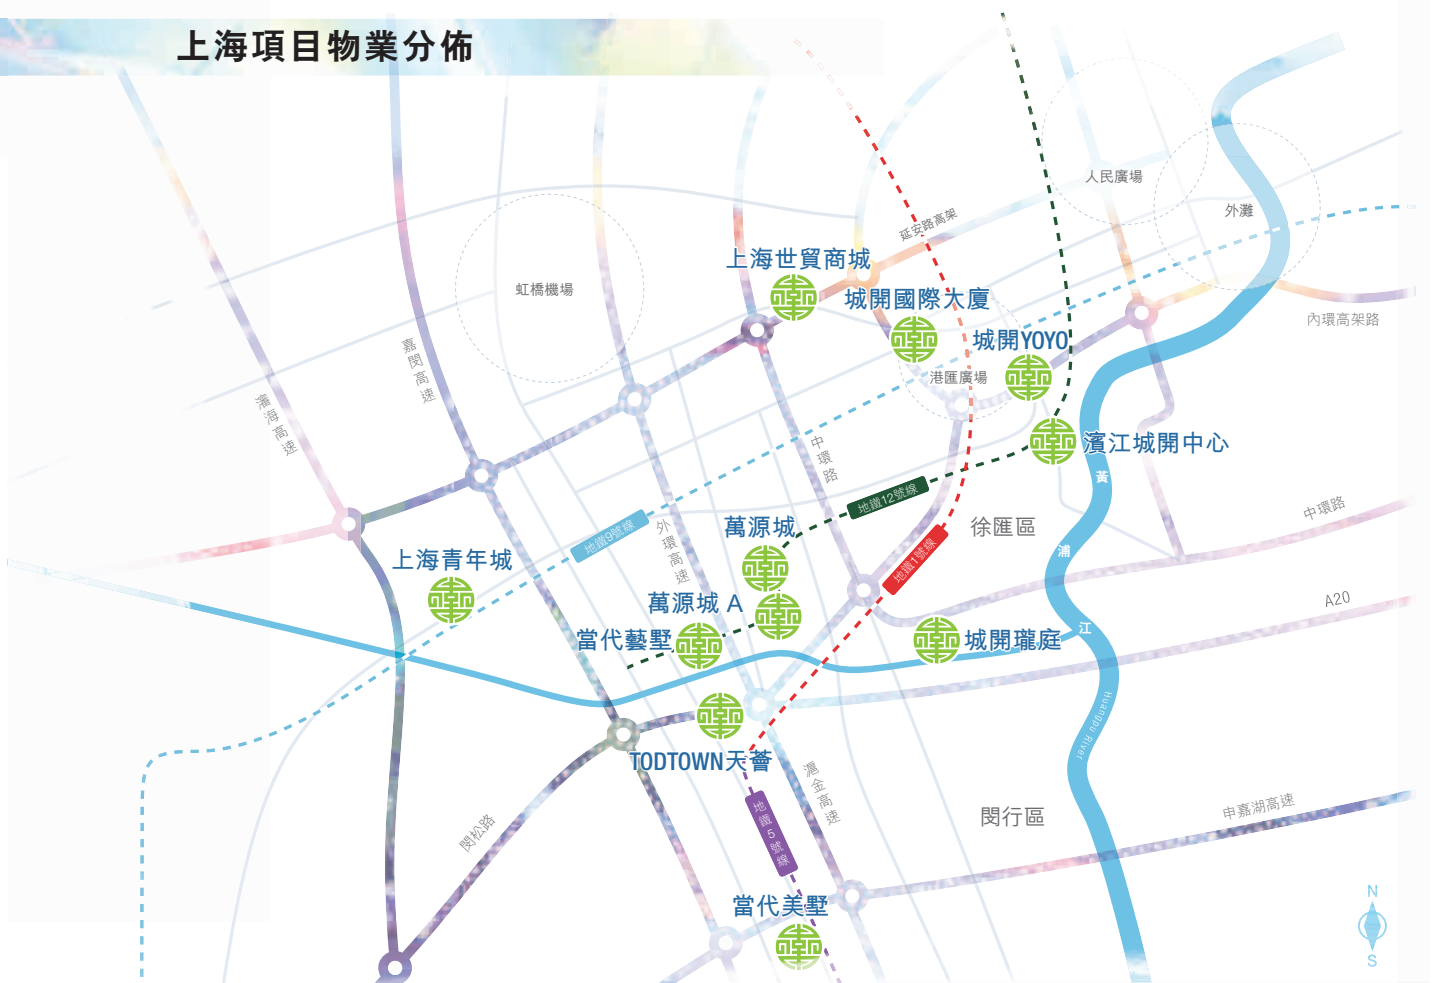 上海項目物業分佈
人民廣場
外灘
延安路高架
上海世貿商城
虹橋機場
城開國際大廈
內環高架路
城開YOYO
嘉閔高速
港匯廣場
瀋海高速
中環路
濱江城開中心
黃
地鐵12號線
中環路
地鐵9號線
萬源城
徐匯區
外環高速
浦
地鐵1號線
上海青年城
萬源城 A
A20
當代藝墅
城開瓏庭
江
Huangpu River
TODTOWN天薈
滬金高速
地鐵5號線
閔行區
申嘉湖高速
閔松路
當代美墅
N
S